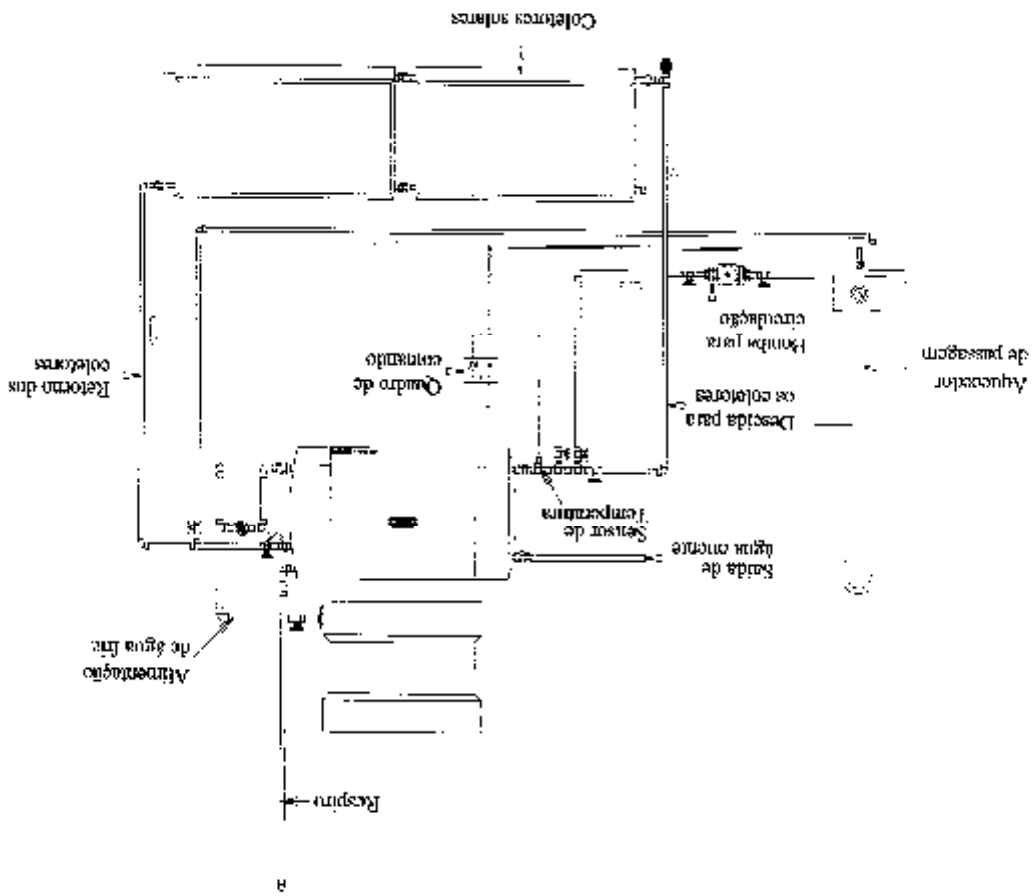 Respiro
Alimentação
de água fria
Saída de
água quente
Sensor de
Temperatura
Retorno dos
coletores
Quadro de
comando
Descida para
os coletores
Aquecedor
de passagem
Bomba para
circulação
Coletores solares